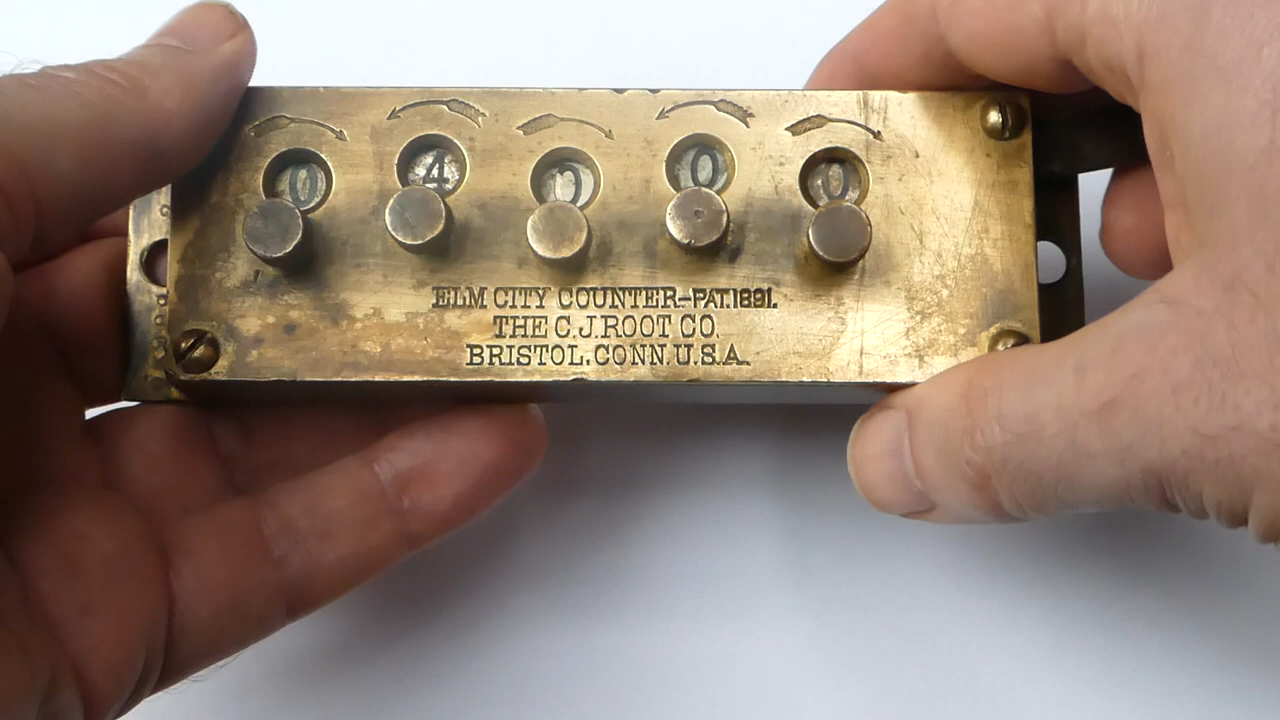 0 4 0 0 0
ELM CITY COUNTER-PAT.1891.
THE C.J.ROOT CO.
BRISTOL.CONN.U.S.A.